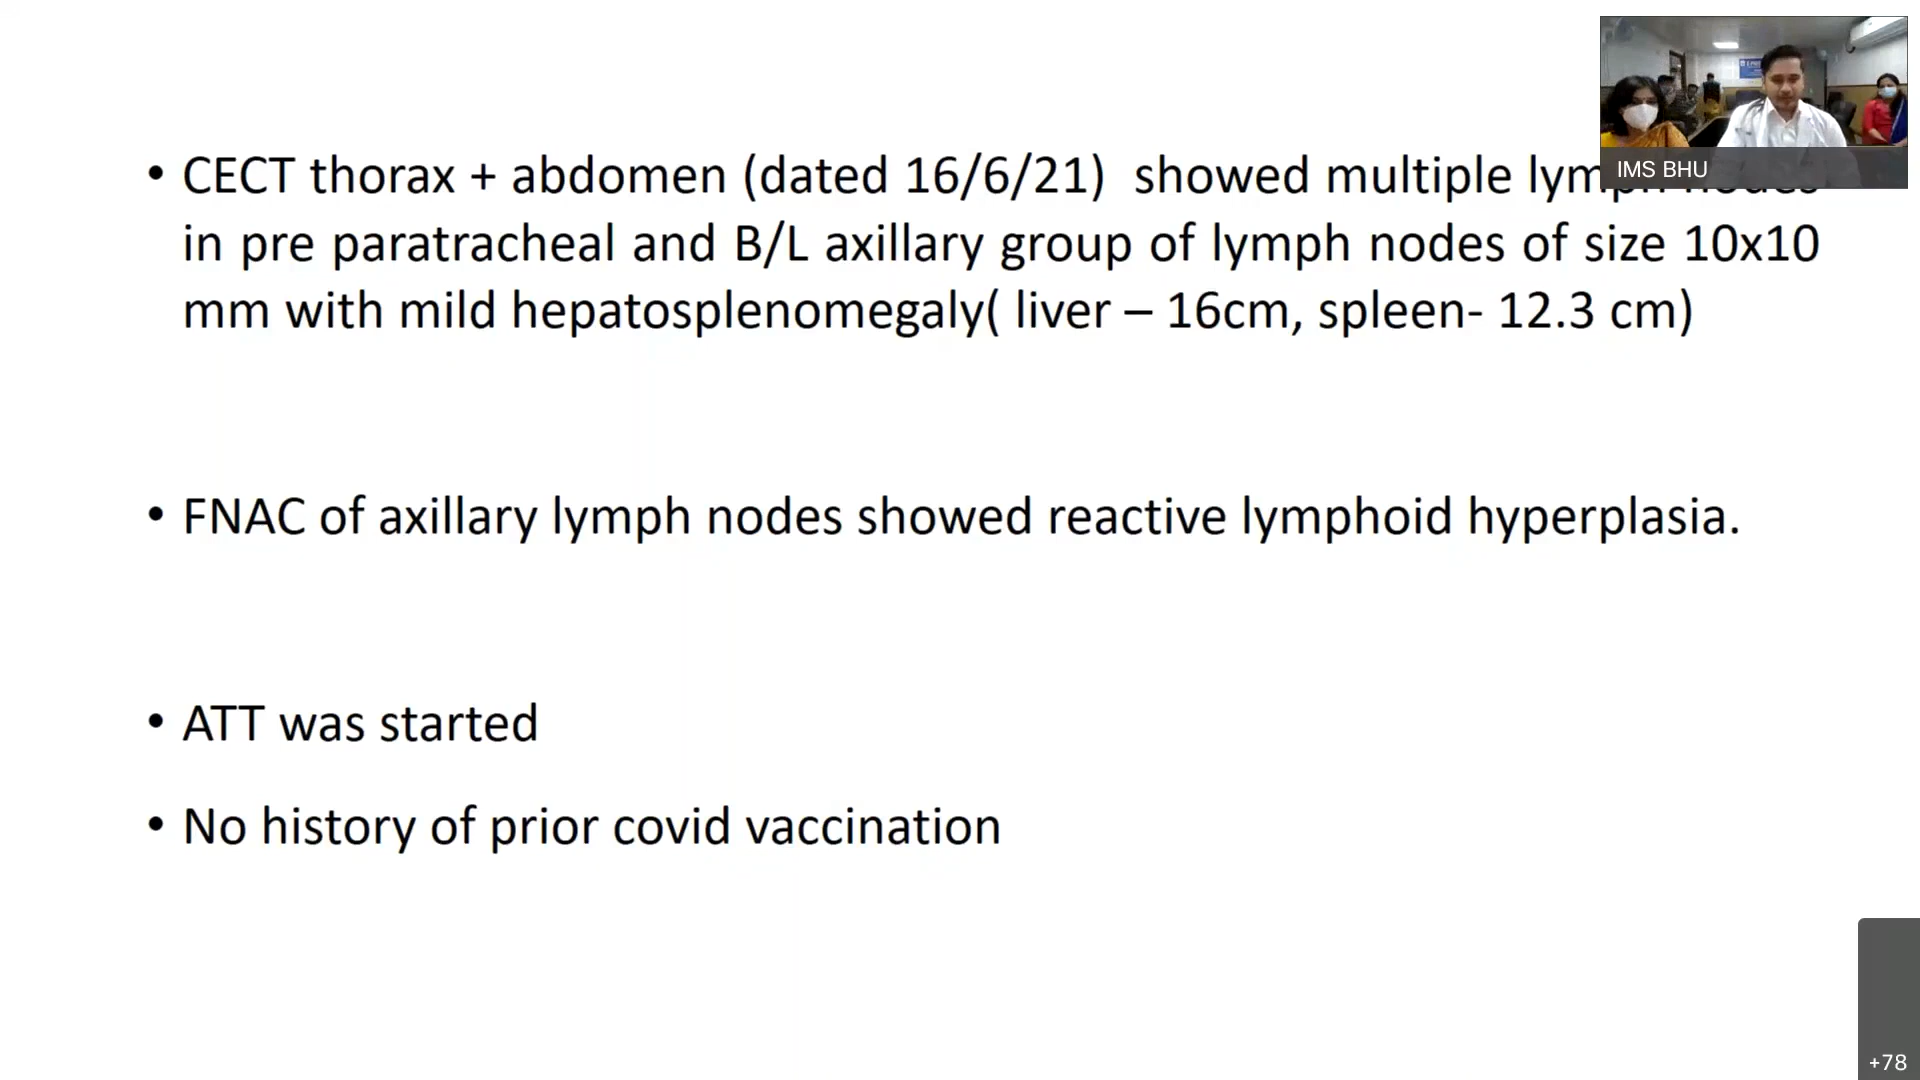 • CECT thorax + abdomen (dated 16/6/21) showed multiple lymph nodes
in pre paratracheal and B/L axillary group of lymph nodes of size 10x10
mm with mild hepatosplenomegaly( liver – 16cm, spleen- 12.3 cm)
• FNAC of axillary lymph nodes showed reactive lymphoid hyperplasia.
• ATT was started
• No history of prior covid vaccination
IMS BHU
+78